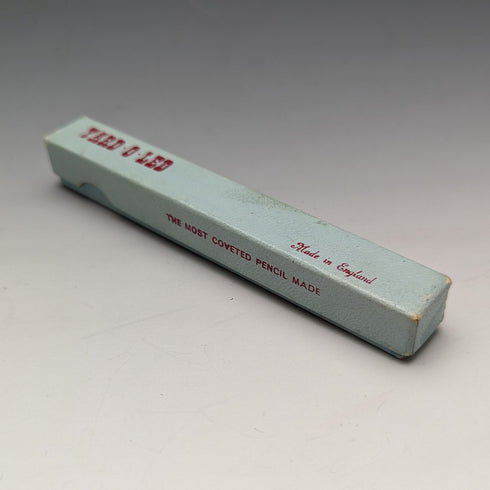 YARD·O·LED
Made in England
THE MOST COVETED PENCIL MADE